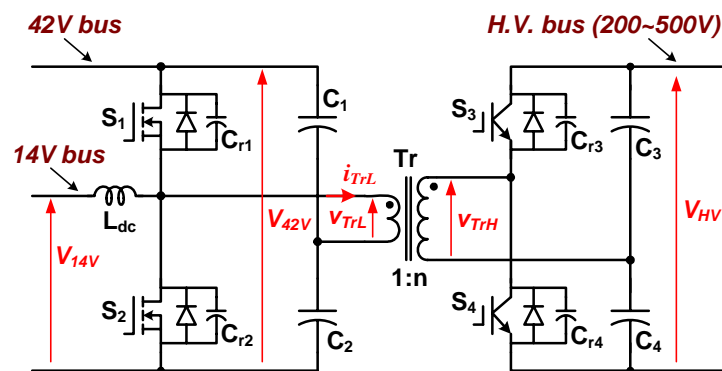 42V bus
H.V. bus (200~500V)
C1
S1
Cr1
S3
Cr3
C3
14V bus
Tr
iTrL
vTrL
vTrH
Ldc
V42V
VHV
V14V
1:n
S2
Cr2
C2
S4
Cr4
C4